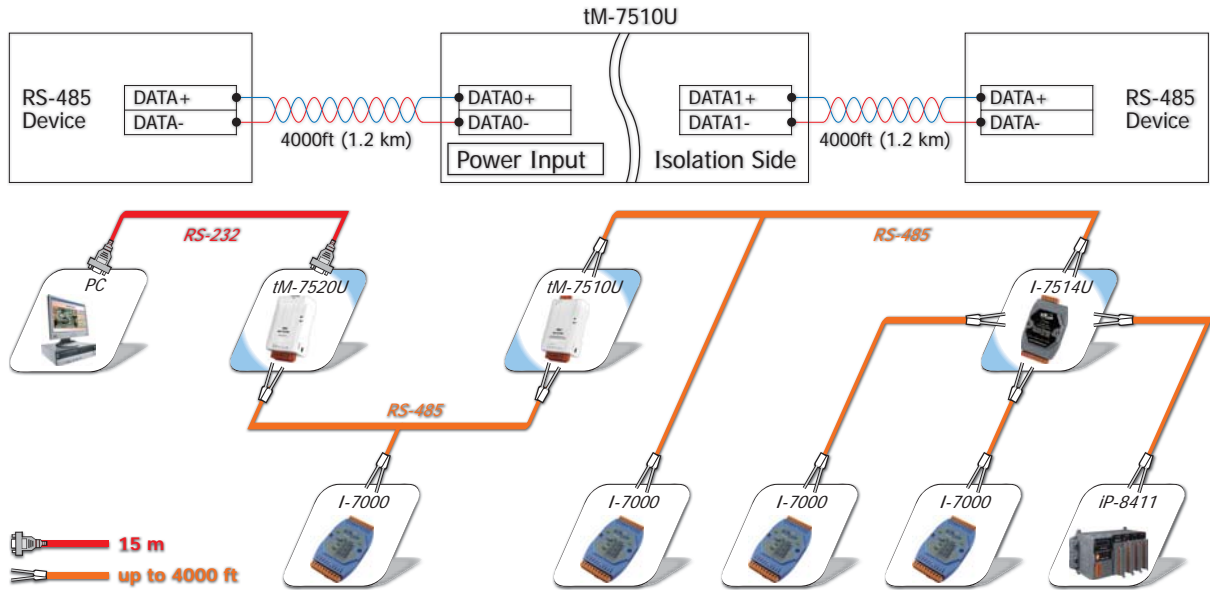 tM-7510U
RS-485
Device
DATA+
DATA-
4000ft (1.2 km)
DATA0+
DATA0-
Power Input
DATA1+
DATA1-
Isolation Side
4000ft (1.2 km)
DATA+
DATA-
RS-485
Device
RS-232
RS-485
PC
tM-7520U
tM-7510U
I-7514U
RS-485
I-7000
I-7000
I-7000
I-7000
iP-8411
15 m
up to 4000 ft